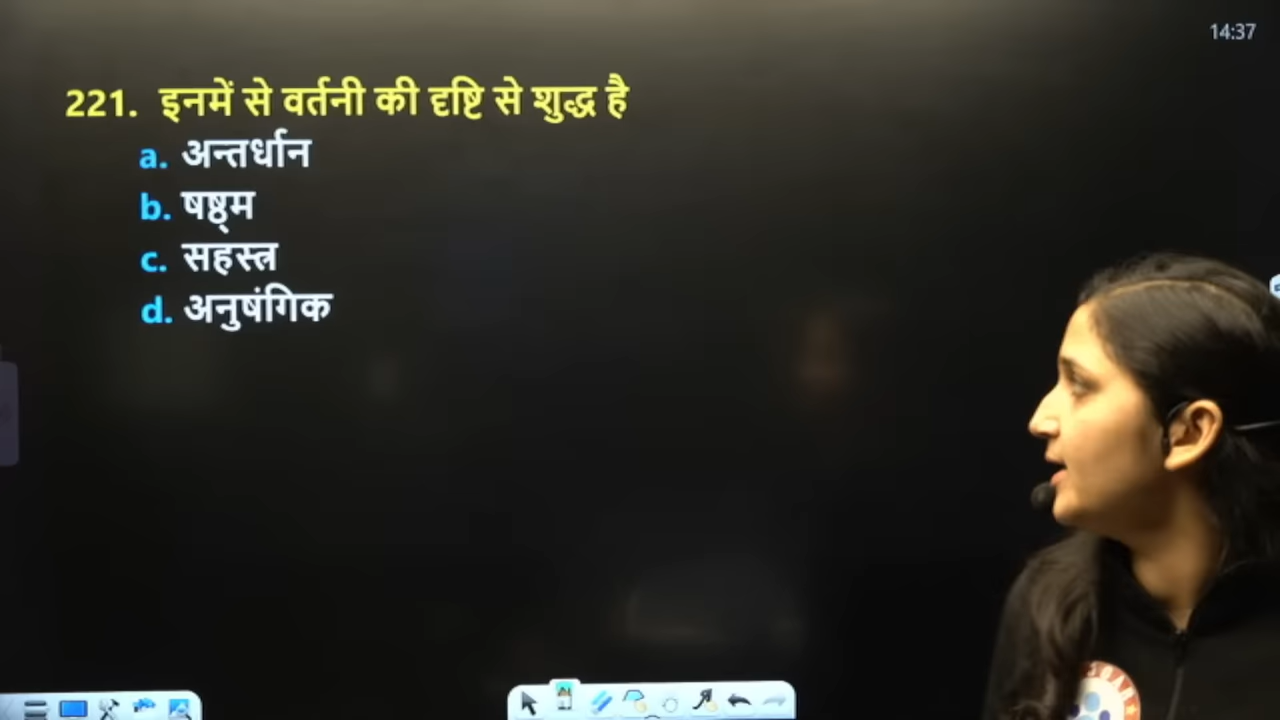 14:37
221. इनमें से वर्तनी की दृष्टि से शुद्ध है
a. अन्तर्धान
b. षष्ठ्म
c. सहस्त्र
d. अनुषंगिक